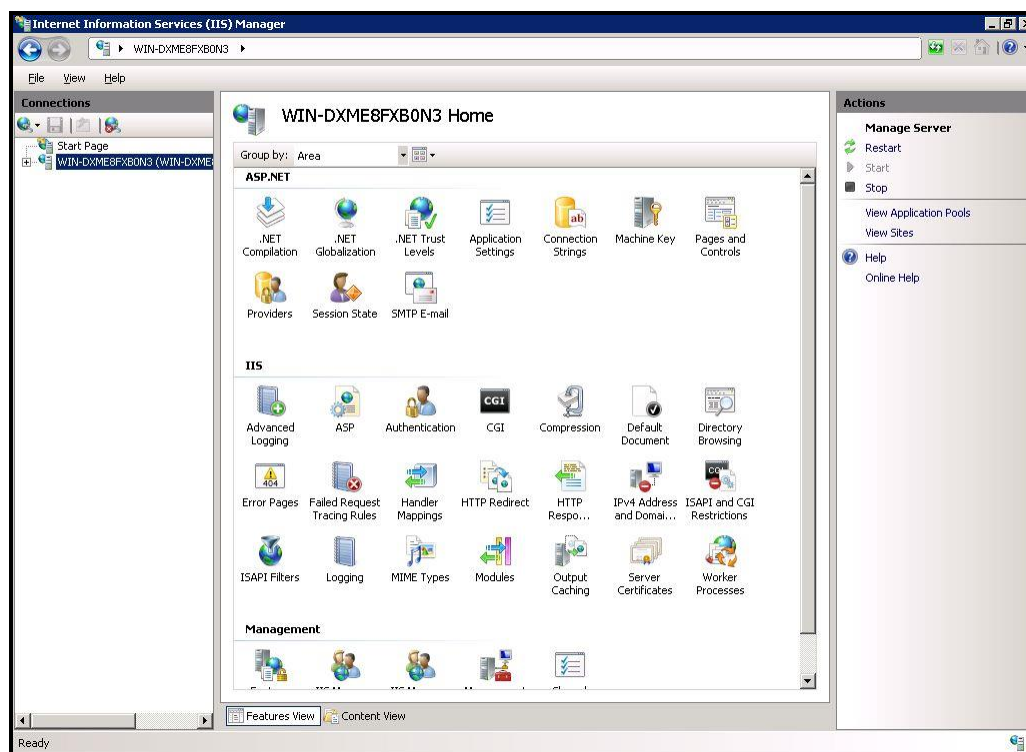 Internet Information Services (IIS) Manager
WIN-DXME8FXB0N3
File View Help
Connections
Start Page
WIN-DXME8FXB0N3 (WIN-DXME8
WIN-DXME8FXB0N3 Home
Group by: Area
ASP.NET
.NET Compilation
.NET Globalization
.NET Trust Levels
Application Settings
Connection Strings
ab
Machine Key
Pages and Controls
Providers
Session State
SMTP E-mail
IIS
Advanced Logging
ASP
Authentication
CGI
CGI
Compression
Default Document
Directory Browsing
404
Error Pages
Failed Request Tracing Rules
Handler Mappings
HTTP Redirect
HTTP Respo...
IPv4 Address and Domai...
ISAPI and CGI Restrictions
ISAPI Filters
Logging
MIME Types
Modules
Output Caching
Server Certificates
Worker Processes
Management
Features View
Content View
Actions
Manage Server
Restart
Start
Stop
View Application Pools
View Sites
Help
Online Help
Ready